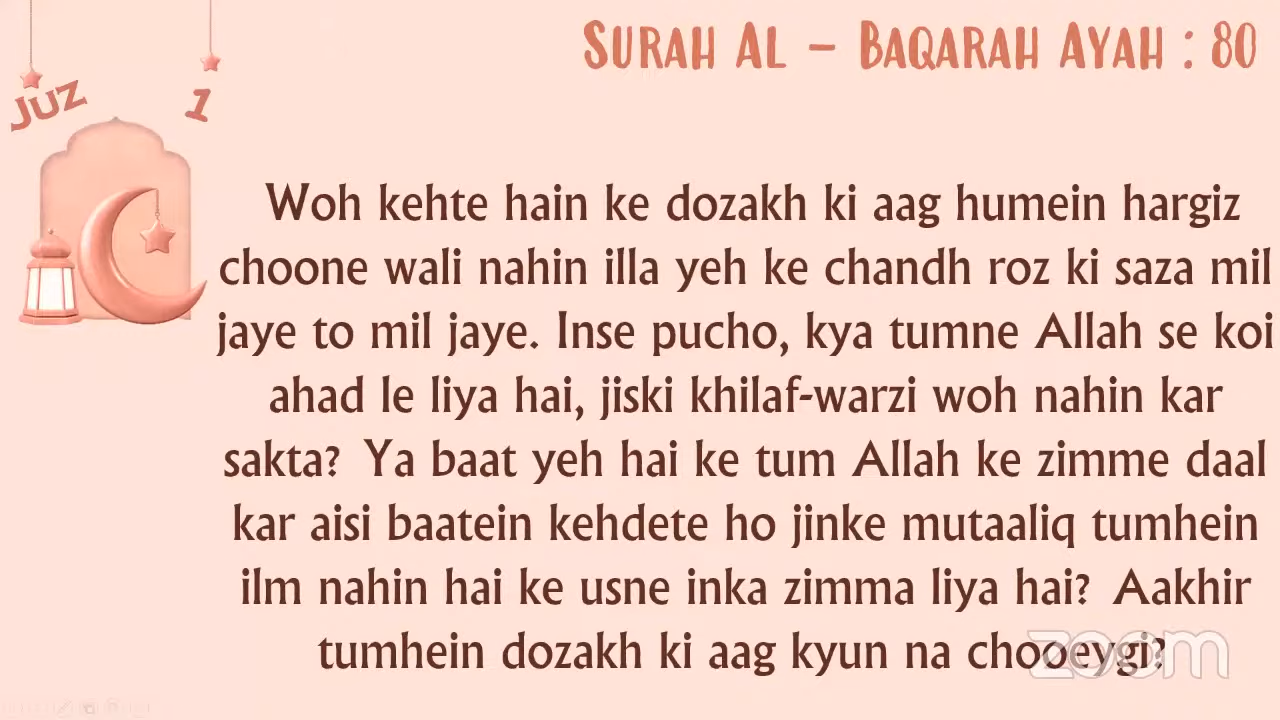 SURAH AL - BAQARAH AYAH : 80
JUZ 1
Woh kehte hain ke dozakh ki aag humein hargiz
choone wali nahin illa yeh ke chandh roz ki saza mil
jaye to mil jaye. Inse pucho, kya tumne Allah se koi
ahad le liya hai, jiski khilaf-warzi woh nahin kar
sakta? Ya baat yeh hai ke tum Allah ke zimme daal
kar aisi baatein kehdete ho jinke mutaaliq tumhein
ilm nahin hai ke usne inka zimma liya hai? Aakhir
tumhein dozakh ki aag kyun na chooeygi?
zoom